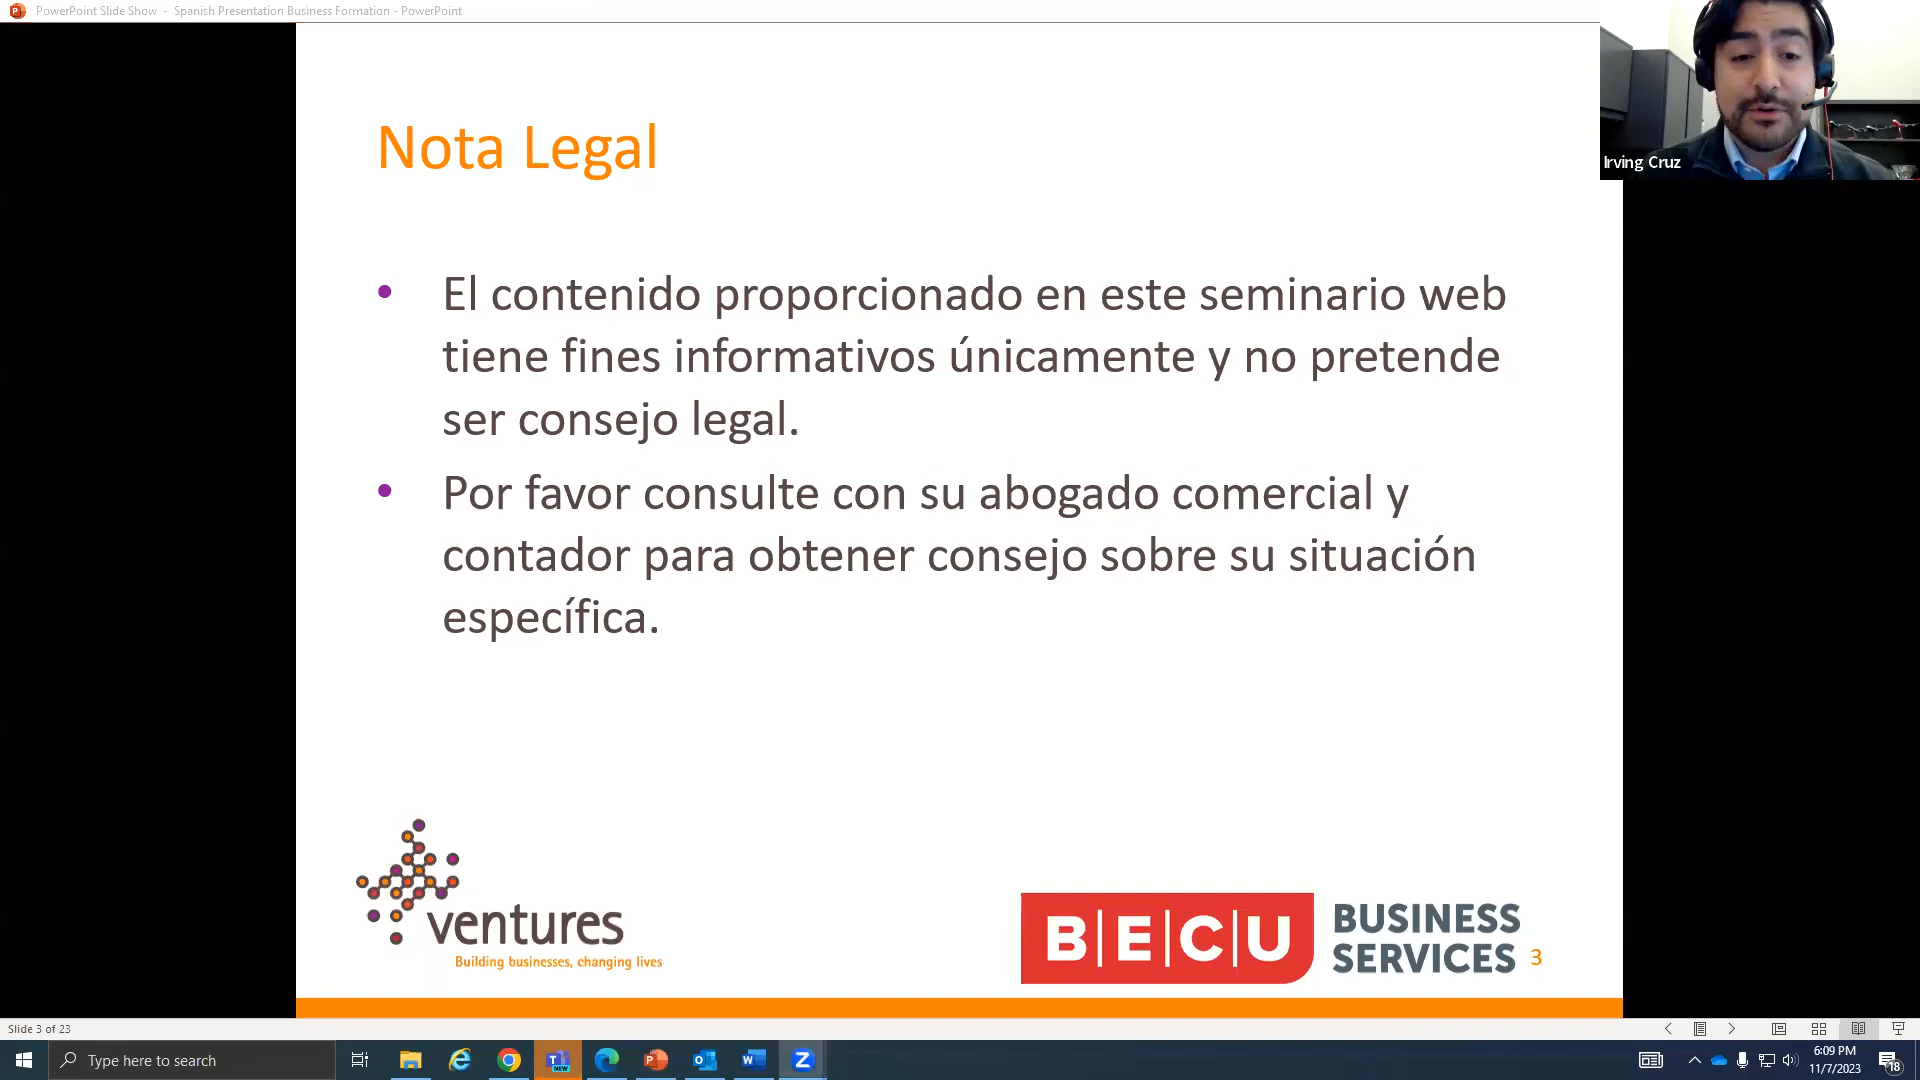 PowerPoint Slide Show - Spanish Presentation Business Formation - PowerPoint
Irving Cruz
Nota Legal
• El contenido proporcionado en este seminario web
tiene fines informativos únicamente y no pretende
ser consejo legal.
• Por favor consulte con su abogado comercial y
contador para obtener consejo sobre su situación
específica.
ventures
Building businesses, changing lives
B|E|C|U
BUSINESS
SERVICES
3
Slide 3 of 23
Type here to search
NEW
6:09 PM
11/7/2023
18